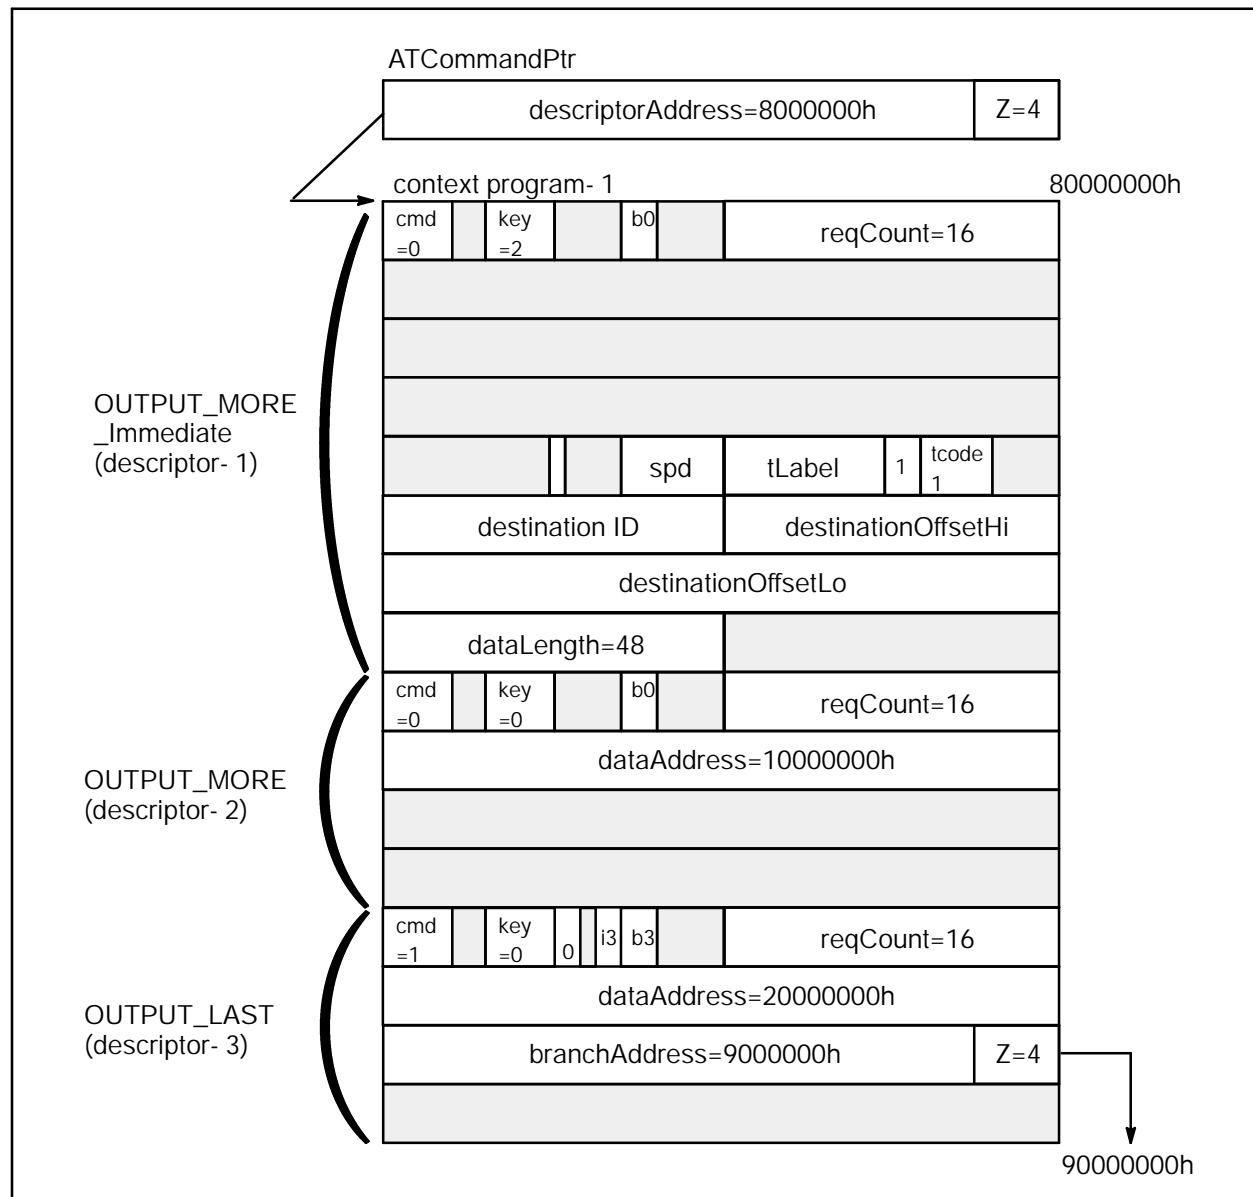 ATCommandPtr
descriptorAddress=8000000h Z=4
context program- 1 80000000h
cmd =0 key =2 b0 reqCount=16
OUTPUT_MORE
_Immediate
(descriptor- 1)
spd tLabel 1 tcode 1
destination ID destinationOffsetHi
destinationOffsetLo
dataLength=48
cmd =0 key =0 b0 reqCount=16
dataAddress=10000000h
OUTPUT_MORE
(descriptor- 2)
cmd =1 key =0 0 i3 b3 reqCount=16
dataAddress=20000000h
OUTPUT_LAST
(descriptor- 3)
branchAddress=9000000h Z=4
90000000h